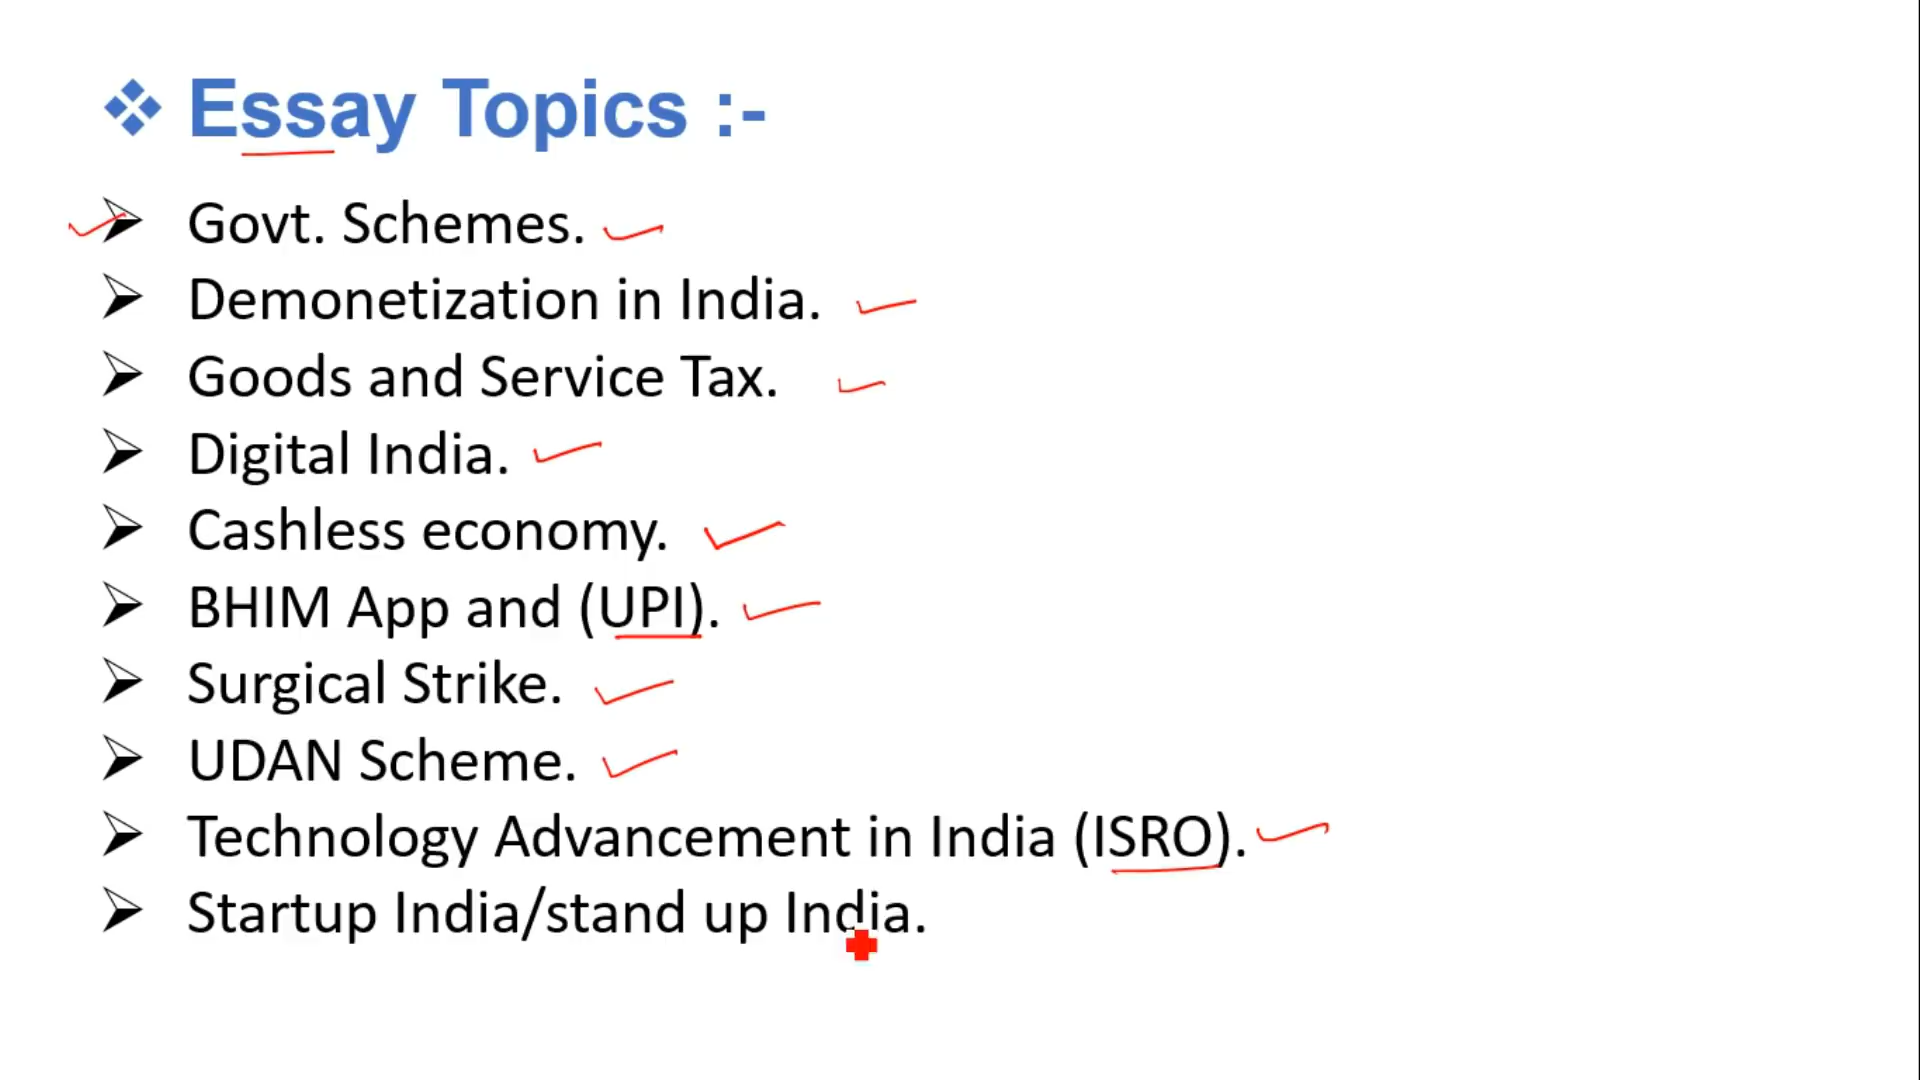 Essay Topics :-
Govt. Schemes.
Demonetization in India.
Goods and Service Tax.
Digital India.
Cashless economy.
BHIM App and (UPI).
Surgical Strike.
UDAN Scheme.
Technology Advancement in India (ISRO).
Startup India/stand up India.